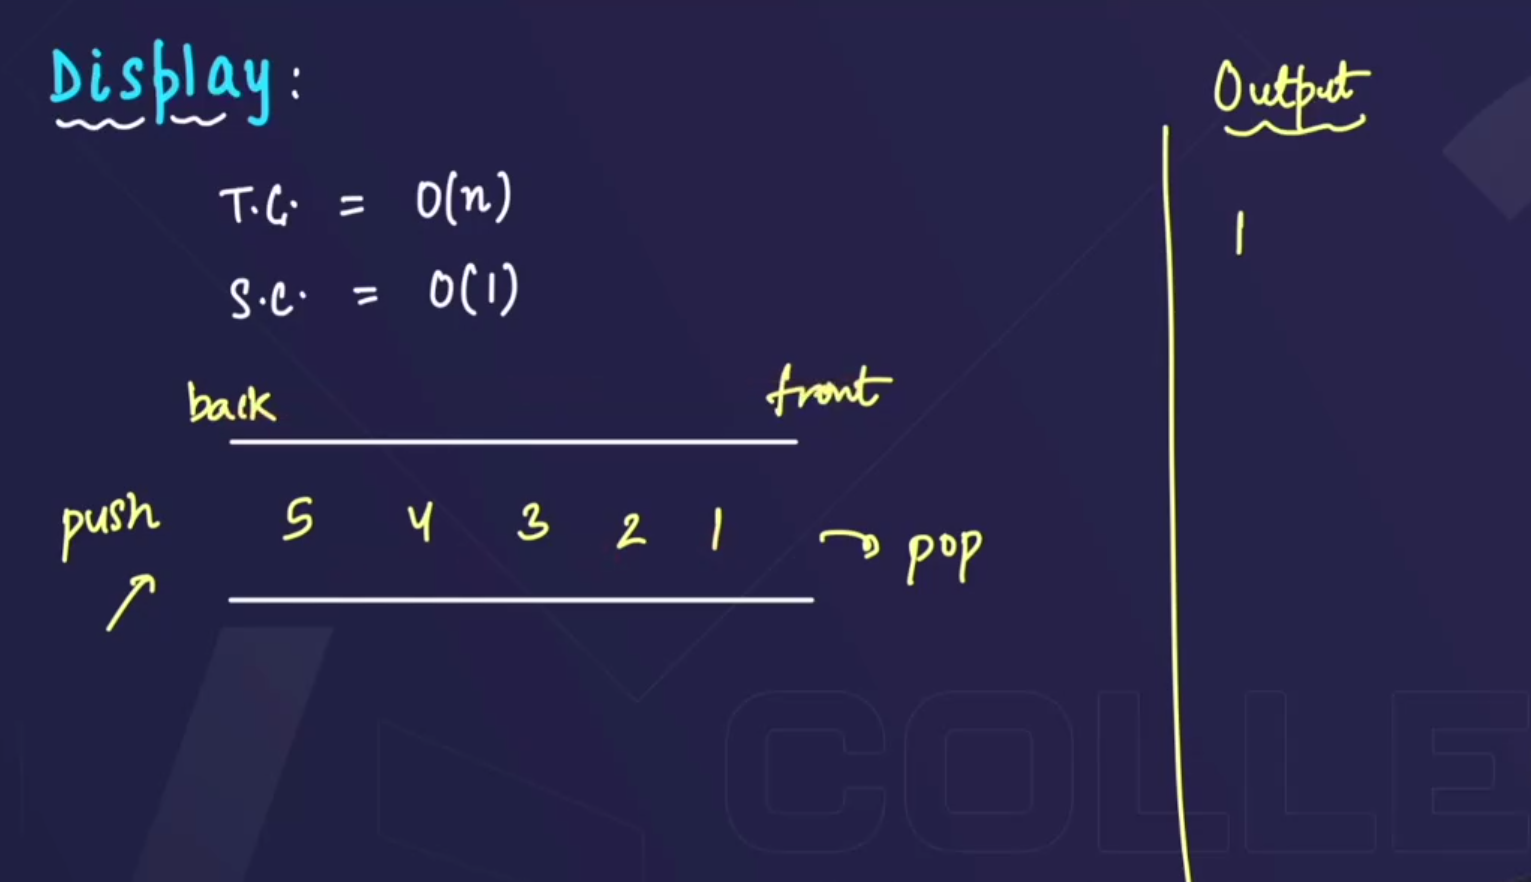 Display:
Output
T.C. = O(n)
1
S.C. = O(1)
back front
push 5 4 3 2 1 pop
COLLE